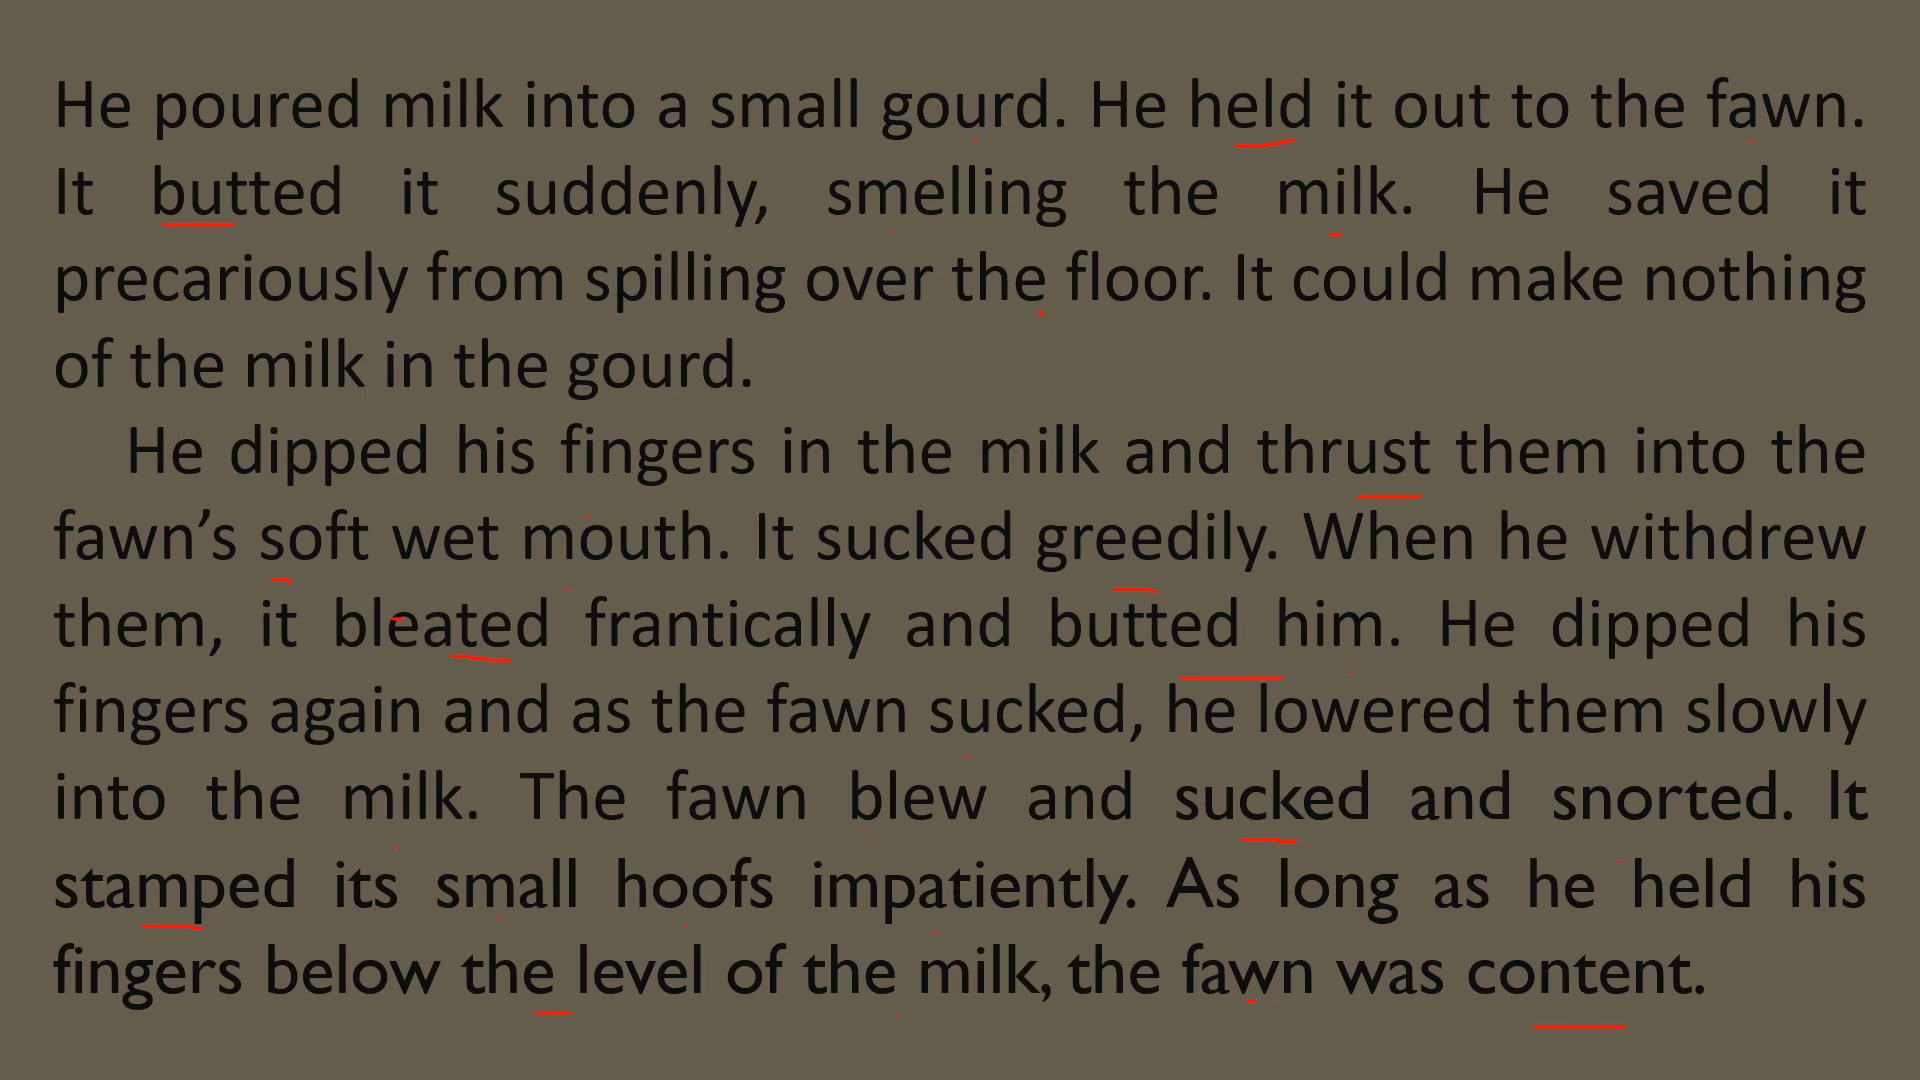 He poured milk into a small gourd. He held it out to the fawn.
It butted it suddenly, smelling the milk. He saved it
precariously from spilling over the floor. It could make nothing
of the milk in the gourd.
He dipped his fingers in the milk and thrust them into the
fawn’s soft wet mouth. It sucked greedily. When he withdrew
them, it bleated frantically and butted him. He dipped his
fingers again and as the fawn sucked, he lowered them slowly
into the milk. The fawn blew and sucked and snorted. It
stamped its small hoofs impatiently. As long as he held his
fingers below the level of the milk, the fawn was content.